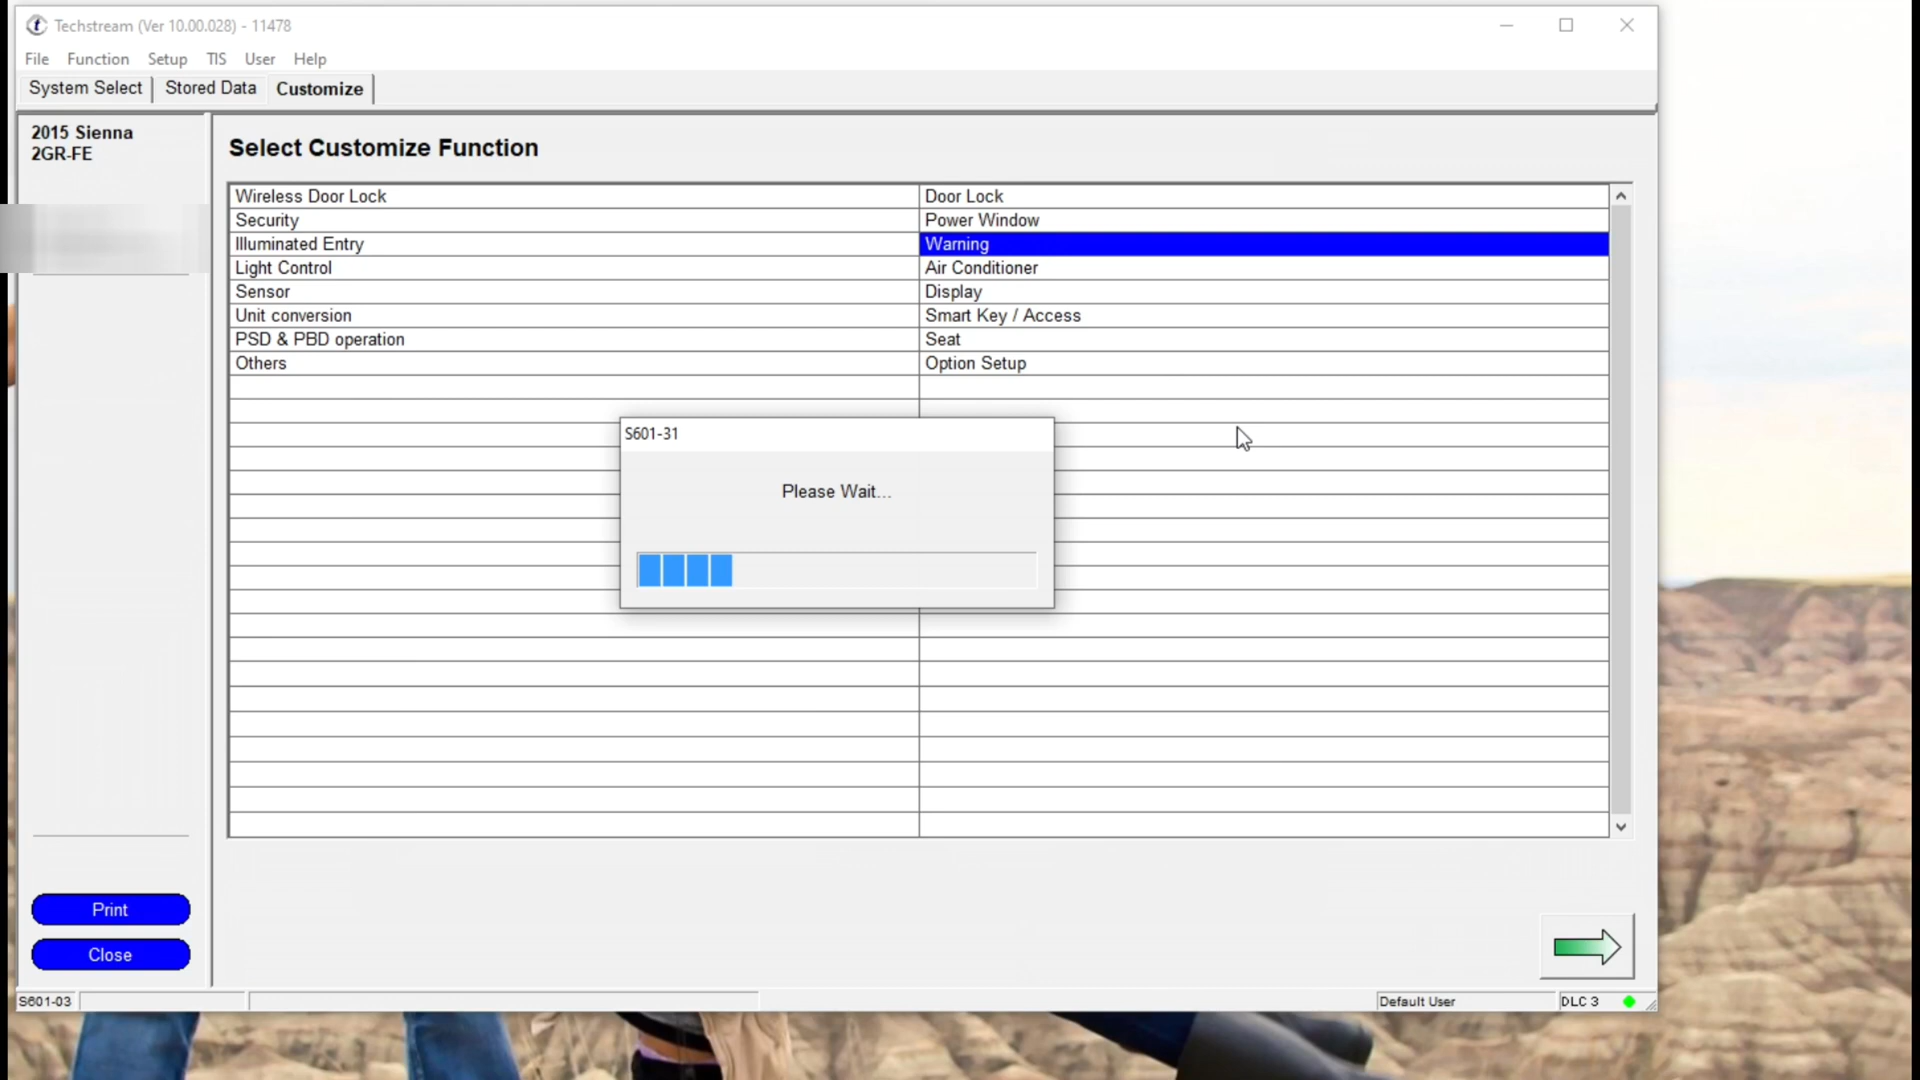 Techstream (Ver 10.00.028) - 11478
File Function Setup TIS User Help
System Select Stored Data Customize
2015 Sienna
2GR-FE
Select Customize Function
Wireless Door Lock Door Lock
Security Power Window
Illuminated Entry Warning
Light Control Air Conditioner
Sensor Display
Unit conversion Smart Key / Access
PSD & PBD operation Seat
Others Option Setup
S601-31
Please Wait...
Print
Close
S601-03 Default User DLC 3